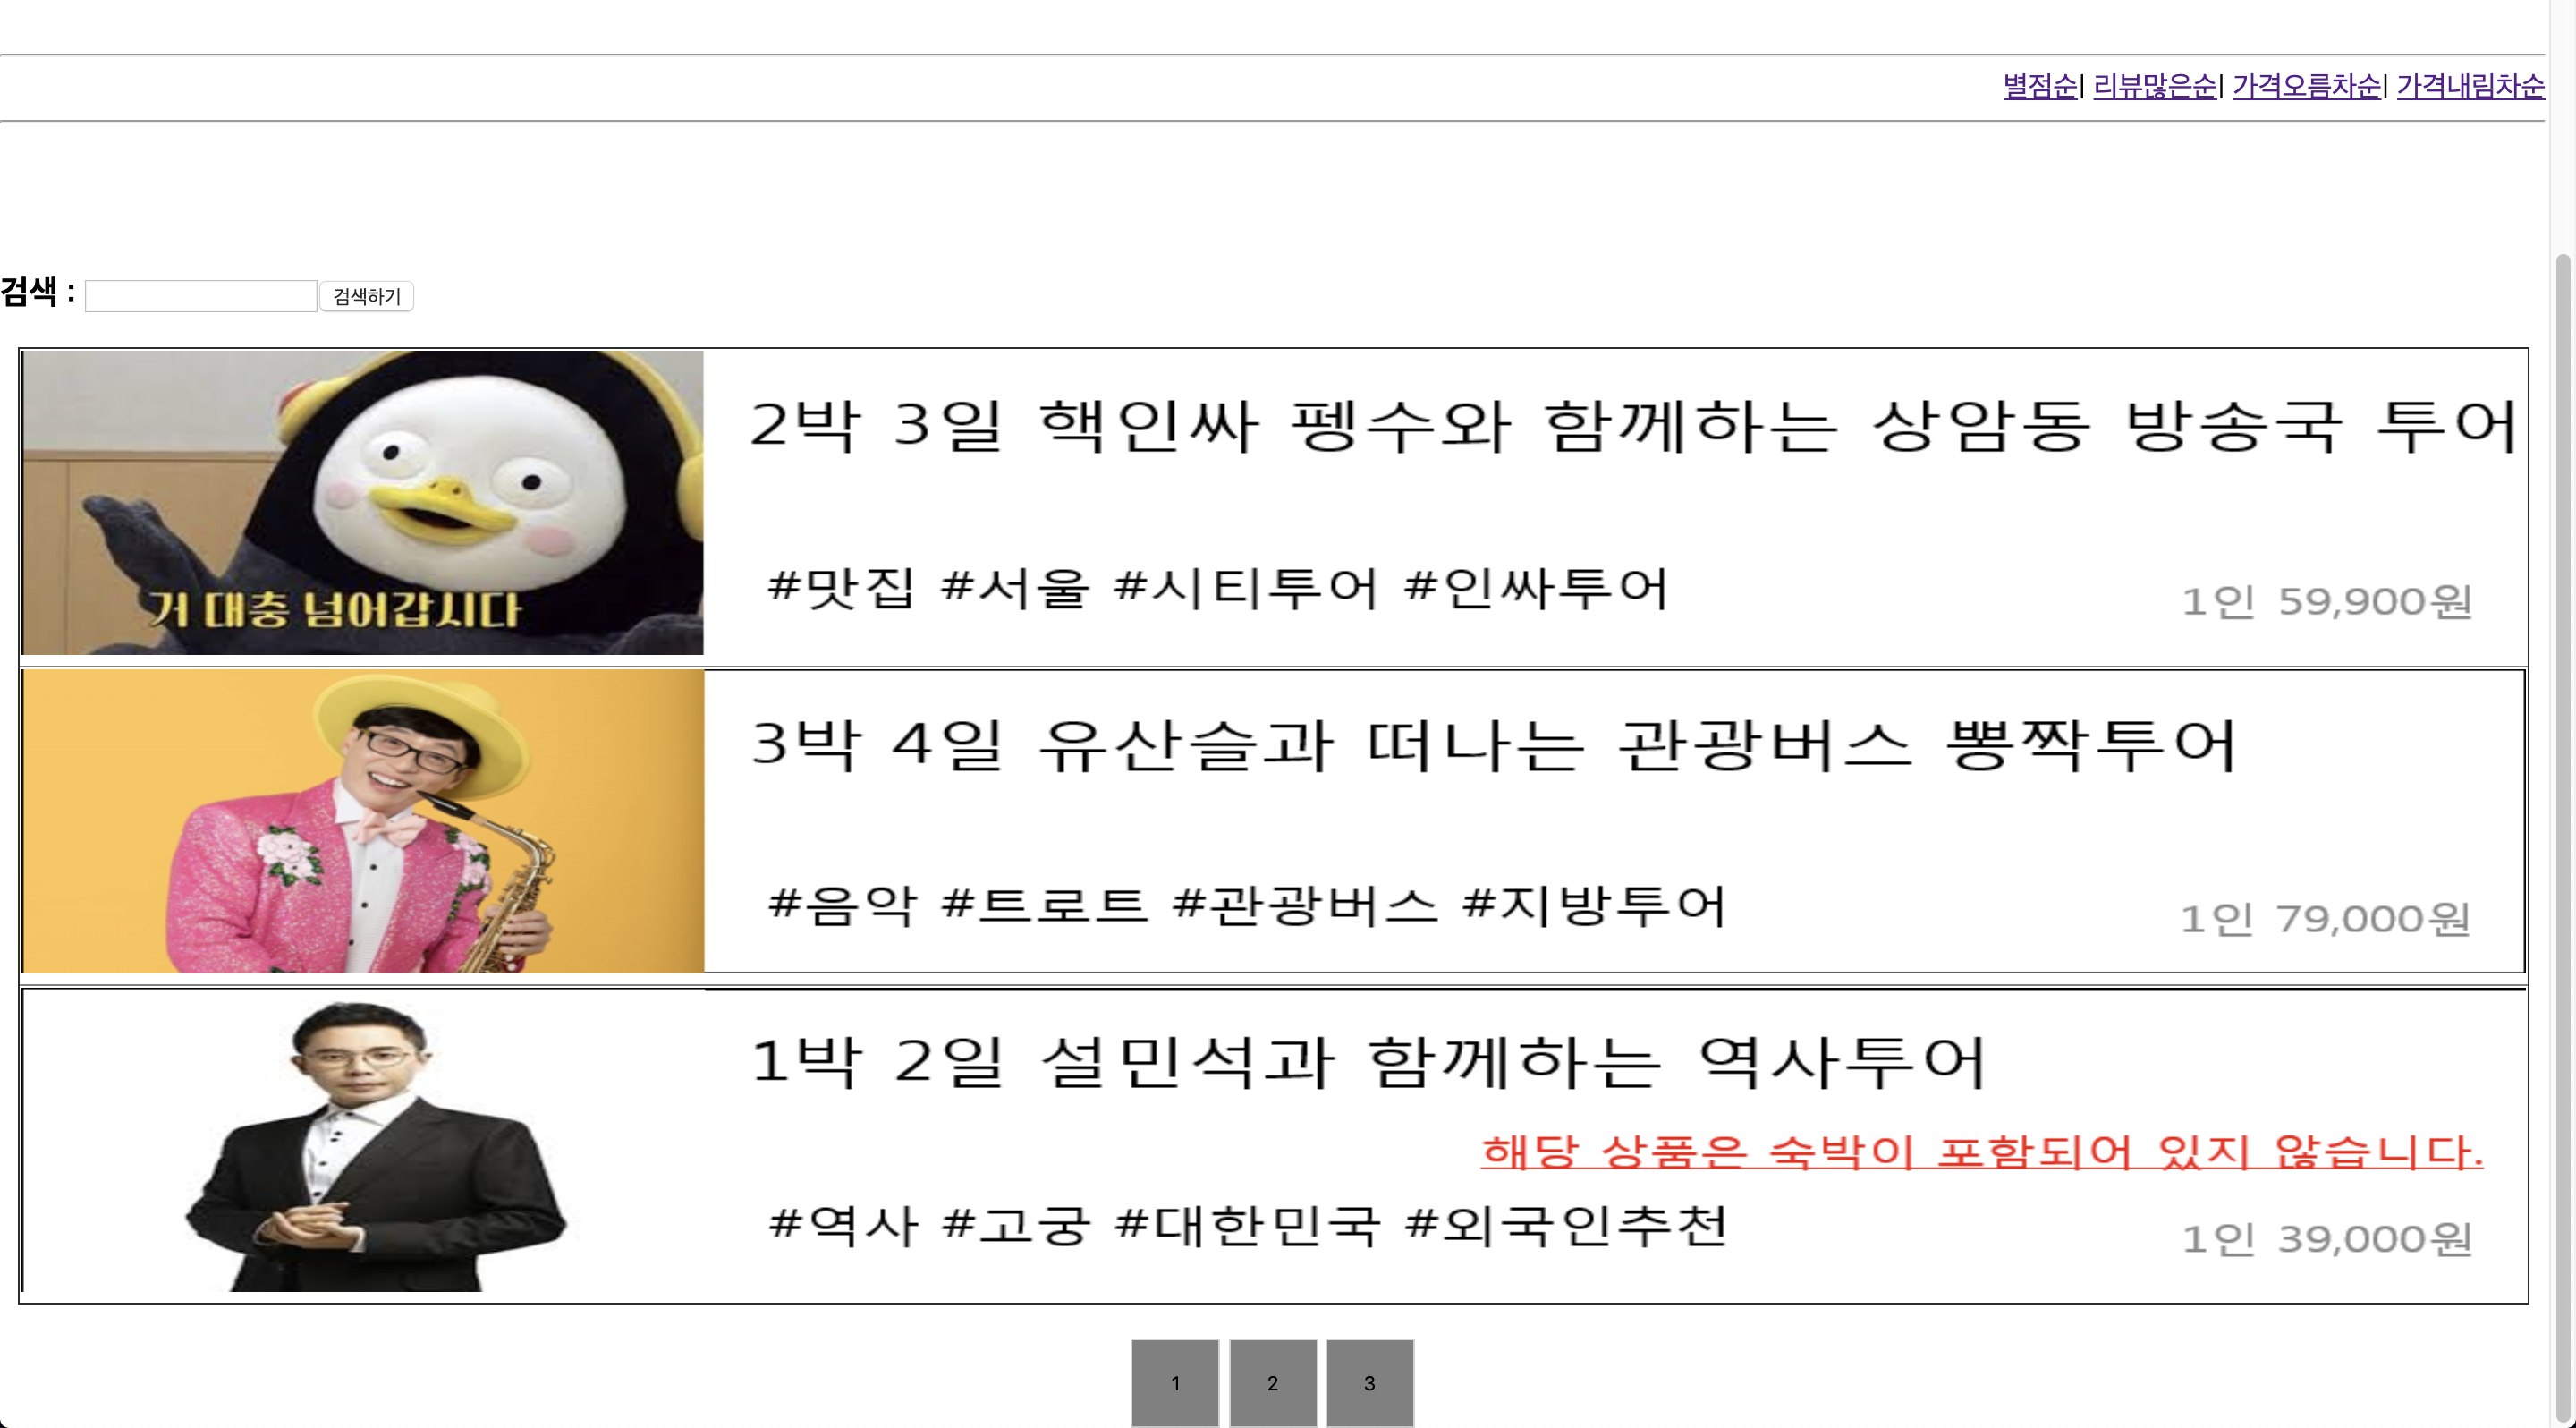 별점순| 리뷰많은순| 가격오름차순| 가격내림차순
검색 : 검색하기
2박 3일 핵인싸 펭수와 함께하는 상암동 방송국 투어
#맛집 #서울 #시티투어 #인싸투어
1인 59,900원
거 대충 넘어갑시다
3박 4일 유산슬과 떠나는 관광버스 뽕짝투어
#음악 #트로트 #관광버스 #지방투어
1인 79,000원
1박 2일 설민석과 함께하는 역사투어
해당 상품은 숙박이 포함되어 있지 않습니다.
#역사 #고궁 #대한민국 #외국인추천
1인 39,000원
1 2 3